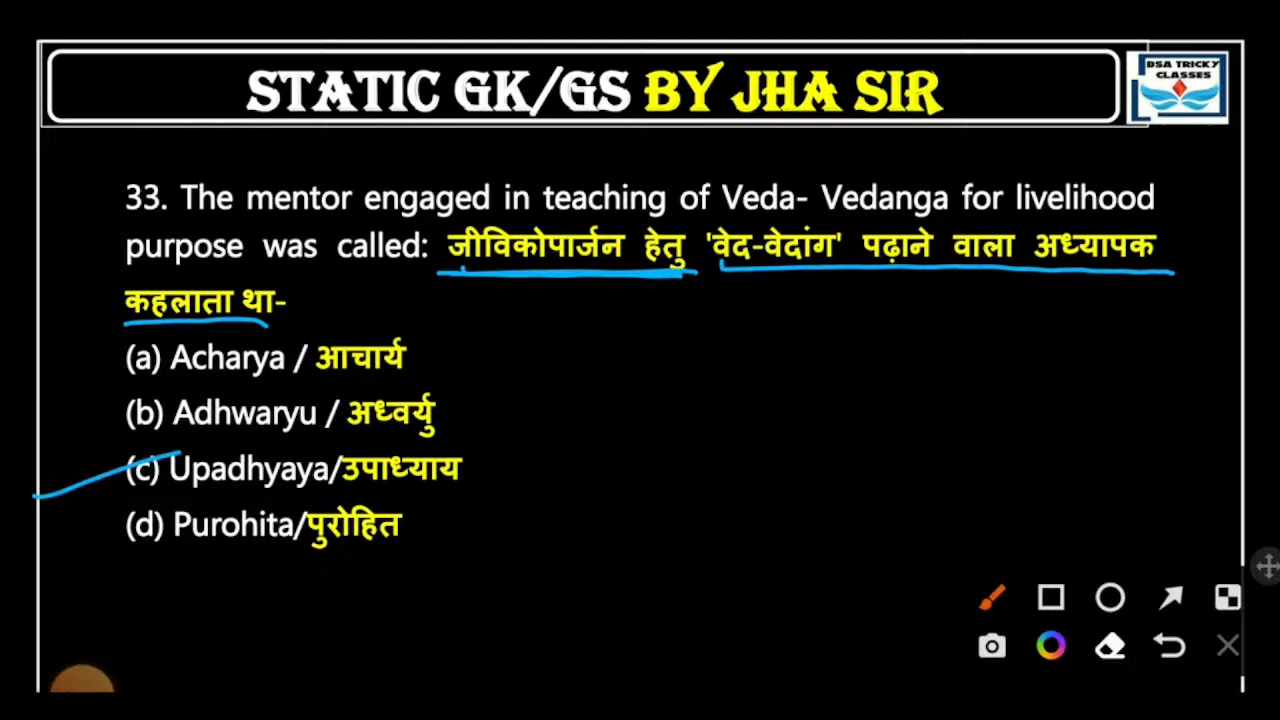 STATIC GK/GS BY JHA SIR
BSA TRICKY
CLASSES
33. The mentor engaged in teaching of Veda- Vedanga for livelihood
purpose was called: जीविकोपार्जन हेतु 'वेद-वेदांग' पढ़ाने वाला अध्यापक
कहलाता था-
(a) Acharya / आचार्य
(b) Adhwaryu / अध्वर्यु
(c) Upadhyaya/उपाध्याय
(d) Purohita/पुरोहित